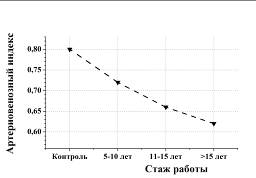 Артериовенозный индекс
0,80
0,75
0,70
0,65
0,60
Контроль 5-10 лет 11-15 лет >15 лет
Стаж работы